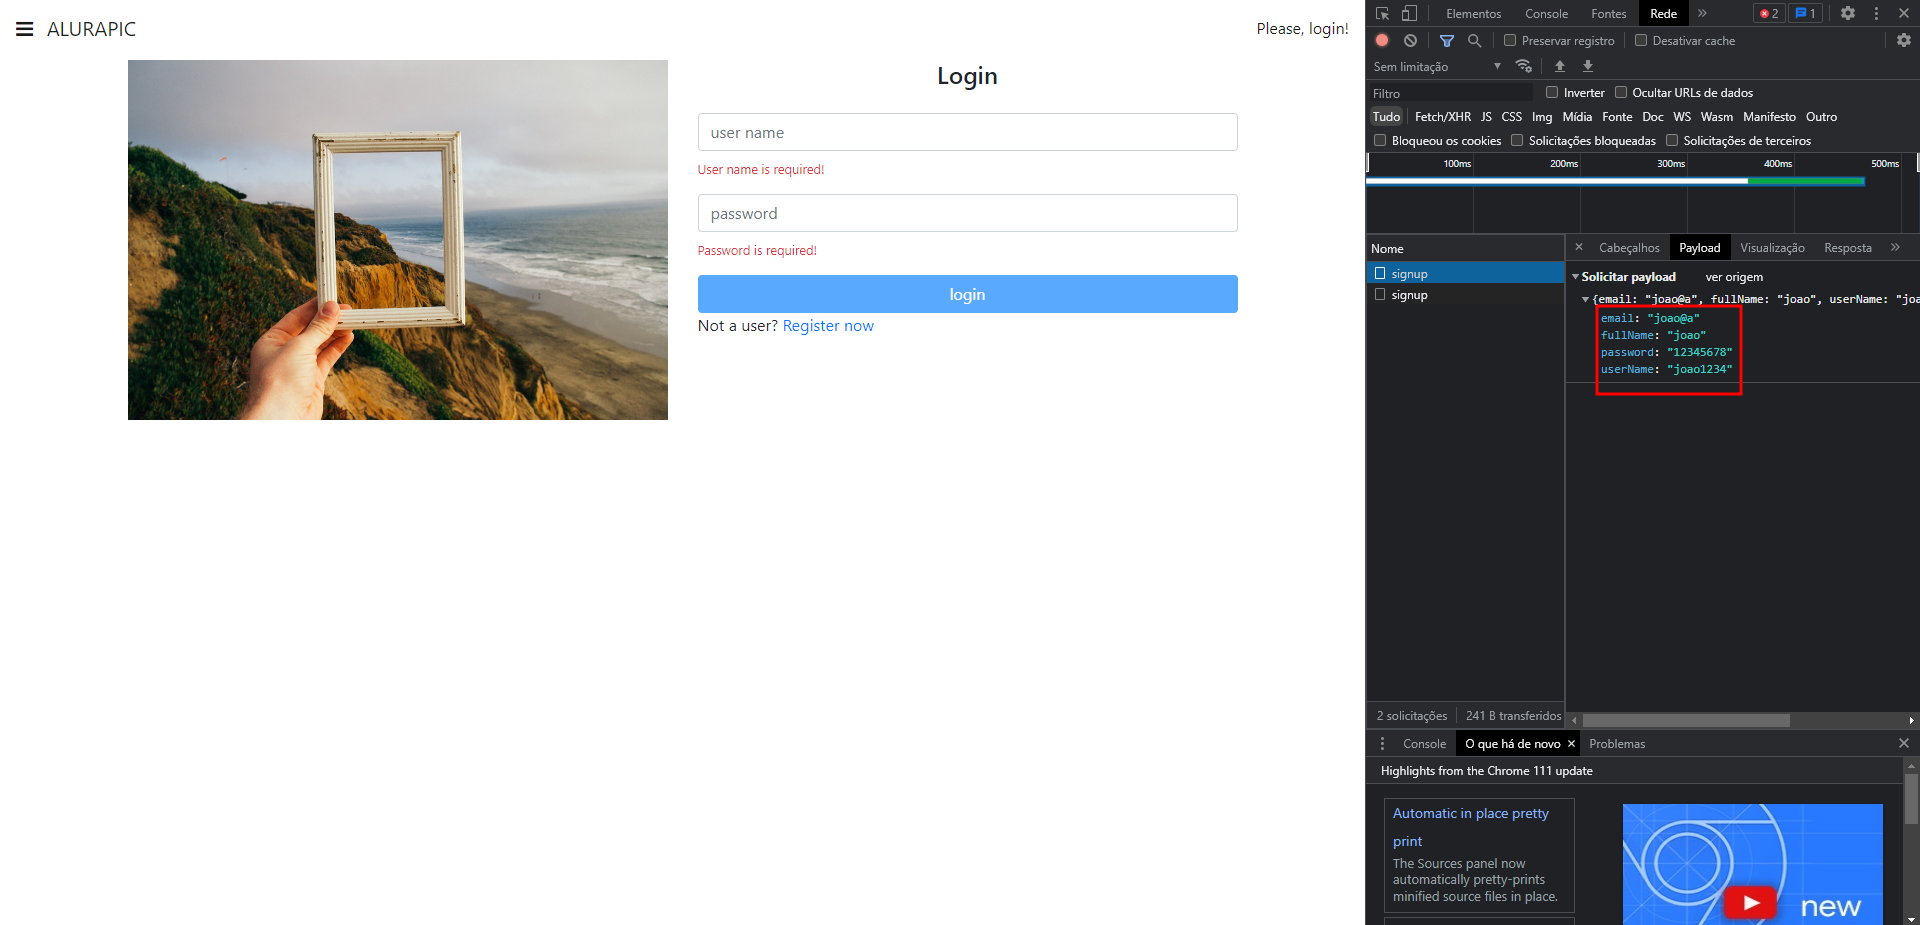 ALURAPIC
Please, login!
Login
user name
User name is required!
password
Password is required!
login
Not a user? Register now
Elementos Console Fontes Rede » 2 1
Preservar registro Desativar cache
Sem limitação
Filtro Inverter Ocultar URLs de dados
Tudo Fetch/XHR JS CSS Img Mídia Fonte Doc WS Wasm Manifesto Outro
Bloqueou os cookies Solicitações bloqueadas Solicitações de terceiros
100ms 200ms 300ms 400ms 500ms
Nome
signup
signup
2 solicitações 241 B transferidos
× Cabeçalhos Payload Visualização Resposta »
Solicitar payload ver origem
{email: "joao@a", fullName: "joao", userName: "joa
email: "joao@a"
fullName: "joao"
password: "12345678"
userName: "joao1234"
Console O que há de novo × Problemas
Highlights from the Chrome 111 update
Automatic in place pretty
print
The Sources panel now
automatically pretty-prints
minified source files in place.
new